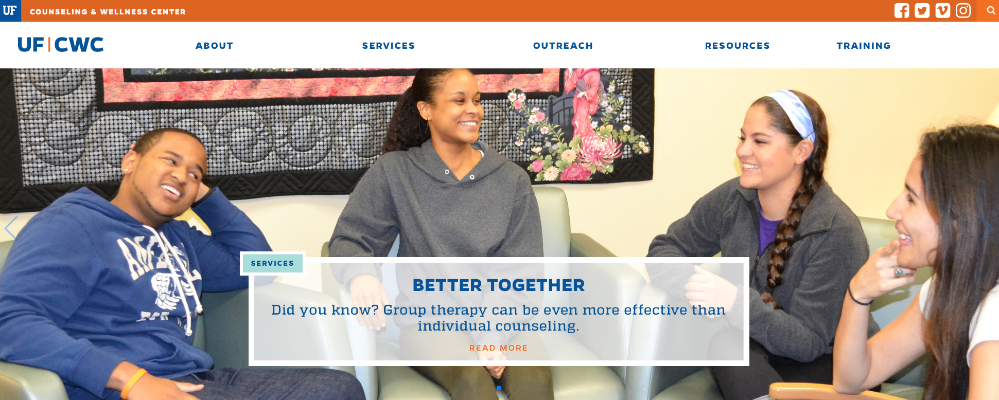 UF COUNSELING & WELLNESS CENTER
UF|CWC ABOUT SERVICES OUTREACH RESOURCES TRAINING
SERVICES
BETTER TOGETHER
Did you know? Group therapy can be even more effective than
individual counseling.
READ MORE